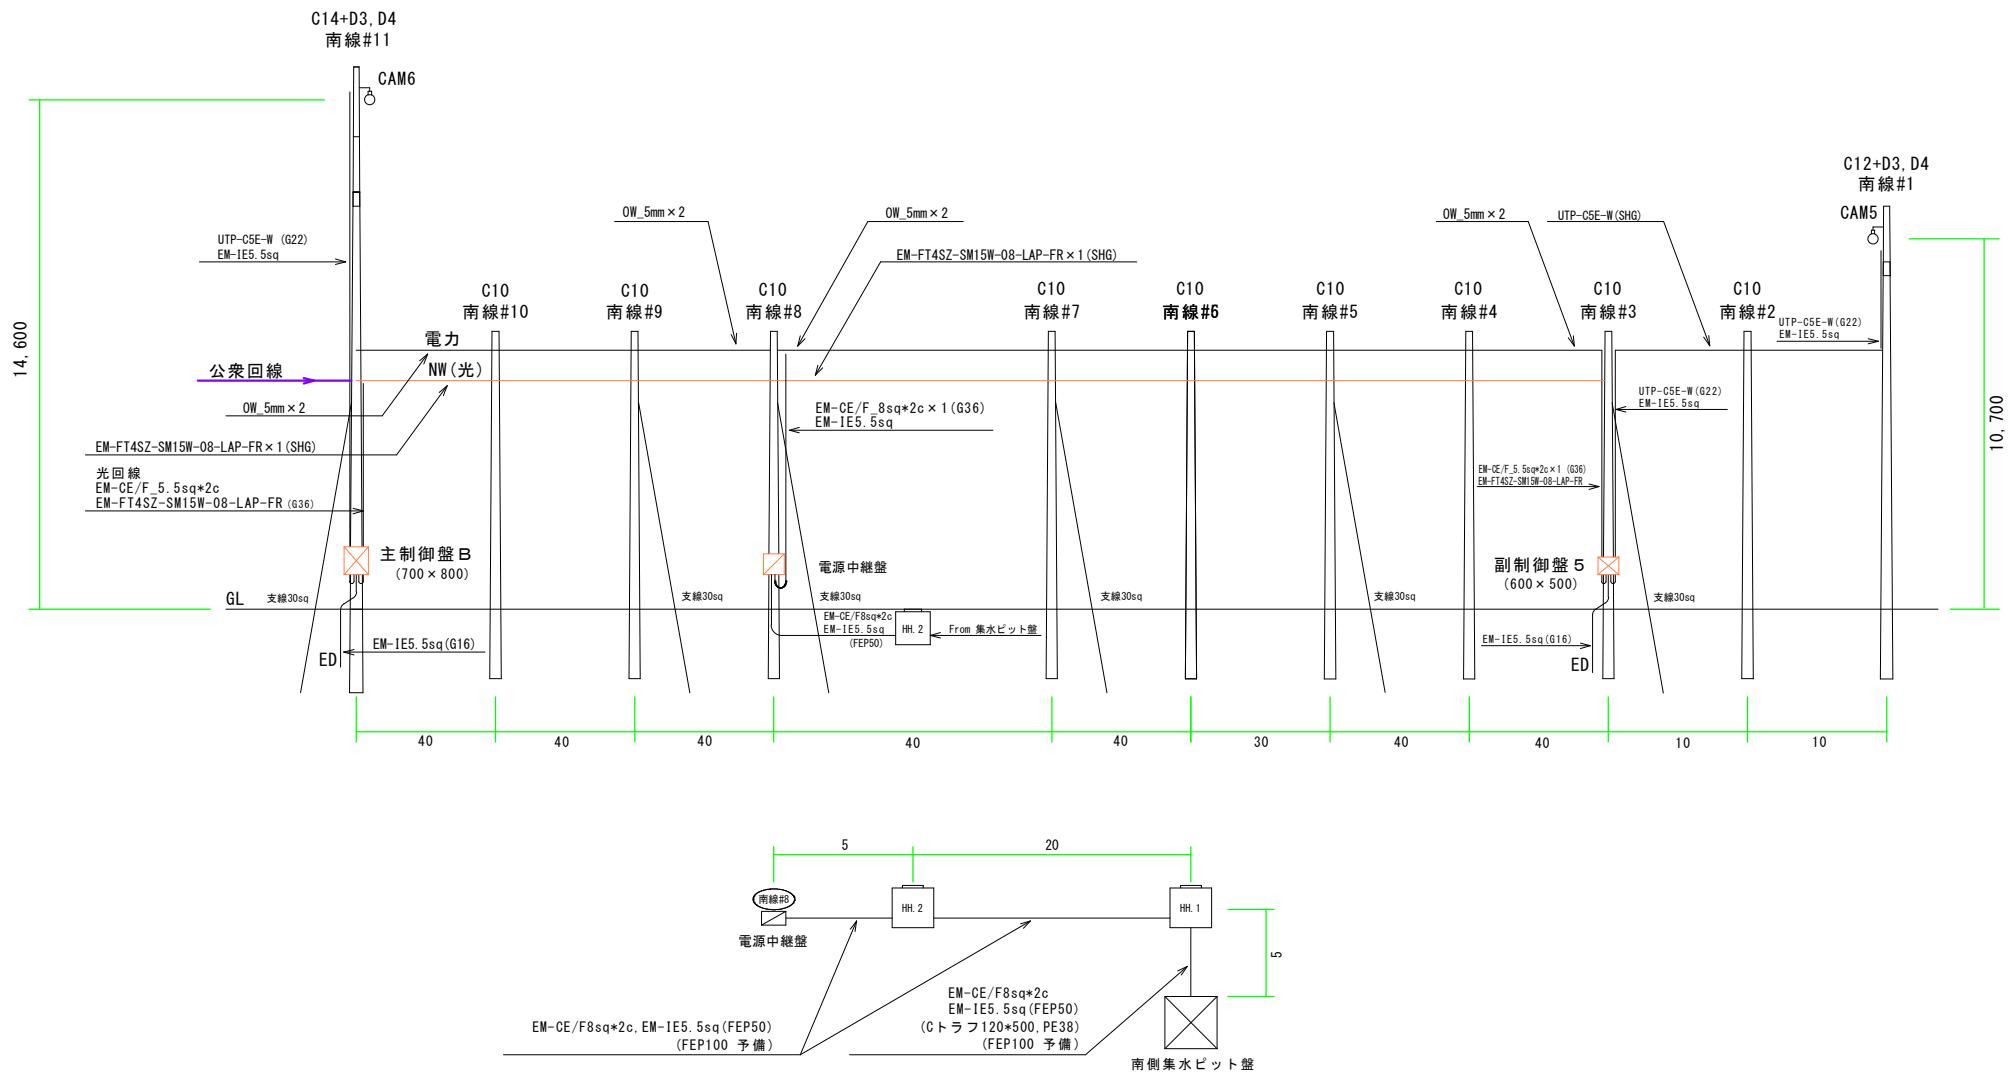 C14+D3, D4
南線#11
CAM6
14,600
UTP-C5E-W (G22)
EM-IE5.5sq
C10
南線#10
OW_5mm×2
C10
南線#9
C10
南線#8
OW_5mm×2
EM-FT4SZ-SM15W-08-LAP-FR×1(SHG)
C10
南線#7
C10
南線#6
C10
南線#5
C10
南線#4
OW_5mm×2
C10
南線#3
UTP-C5E-W(SHG)
C10
南線#2
C12+D3, D4
南線#1
CAM5
UTP-C5E-W(G22)
EM-IE5.5sq
10,700
電力
公衆回線
NW(光)
OW_5mm×2
EM-FT4SZ-SM15W-08-LAP-FR×1(SHG)
光回線
EM-CE/F_5.5sq*2c
EM-FT4SZ-SM15W-08-LAP-FR (G36)
EM-CE/F_8sq*2c×1(G36)
EM-IE5.5sq
UTP-C5E-W(G22)
EM-IE5.5sq
EM-CE/F_5.5sq*2c×1 (G36)
EM-FT4SZ-SM15W-08-LAP-FR
主制御盤B
(700×800)
電源中継盤
副制御盤5
(600×500)
GL
支線30sq
支線30sq
支線30sq
支線30sq
支線30sq
支線30sq
EM-CE/F8sq*2c
EM-IE5.5sq
(FEP50)
HH.2
From 集水ピット盤
EM-IE5.5sq(G16)
ED
EM-IE5.5sq(G16)
ED
40
40
40
40
40
30
40
40
10
10
5
20
南線#8
HH.2
HH.1
電源中継盤
5
EM-CE/F8sq*2c, EM-IE5.5sq(FEP50)
(FEP100 予備)
EM-CE/F8sq*2c
EM-IE5.5sq(FEP50)
(Cトラフ120*500, PE38)
(FEP100 予備)
南側集水ピット盤